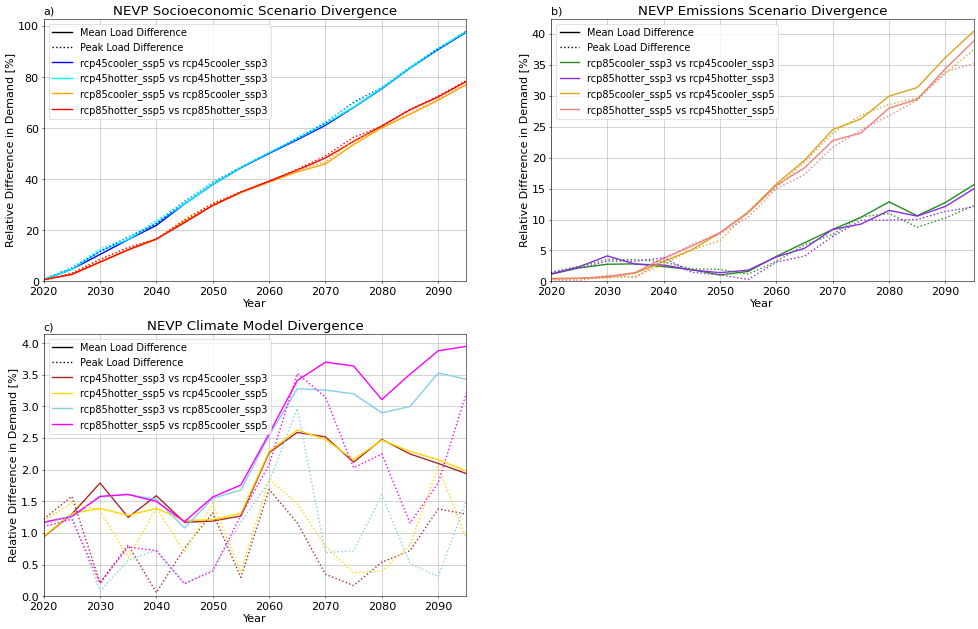 a) NEVP Socioeconomic Scenario Divergence
Relative Difference in Demand [%]
100
80
60
40
20
0
Mean Load Difference
Peak Load Difference
rcp45cooler_ssp5 vs rcp45cooler_ssp3
rcp45hotter_ssp5 vs rcp45hotter_ssp3
rcp85cooler_ssp5 vs rcp85cooler_ssp3
rcp85hotter_ssp5 vs rcp85hotter_ssp3
2020 2030 2040 2050 2060 2070 2080 2090
Year
b) NEVP Emissions Scenario Divergence
Relative Difference in Demand [%]
40
35
30
25
20
15
10
5
0
Mean Load Difference
Peak Load Difference
rcp85cooler_ssp3 vs rcp45cooler_ssp3
rcp85hotter_ssp3 vs rcp45hotter_ssp3
rcp85cooler_ssp5 vs rcp45cooler_ssp5
rcp85hotter_ssp5 vs rcp45hotter_ssp5
2020 2030 2040 2050 2060 2070 2080 2090
Year
c) NEVP Climate Model Divergence
Relative Difference in Demand [%]
4.0
3.5
3.0
2.5
2.0
1.5
1.0
0.5
0.0
Mean Load Difference
Peak Load Difference
rcp45hotter_ssp3 vs rcp45cooler_ssp3
rcp45hotter_ssp5 vs rcp45cooler_ssp5
rcp85hotter_ssp3 vs rcp85cooler_ssp3
rcp85hotter_ssp5 vs rcp85cooler_ssp5
2020 2030 2040 2050 2060 2070 2080 2090
Year